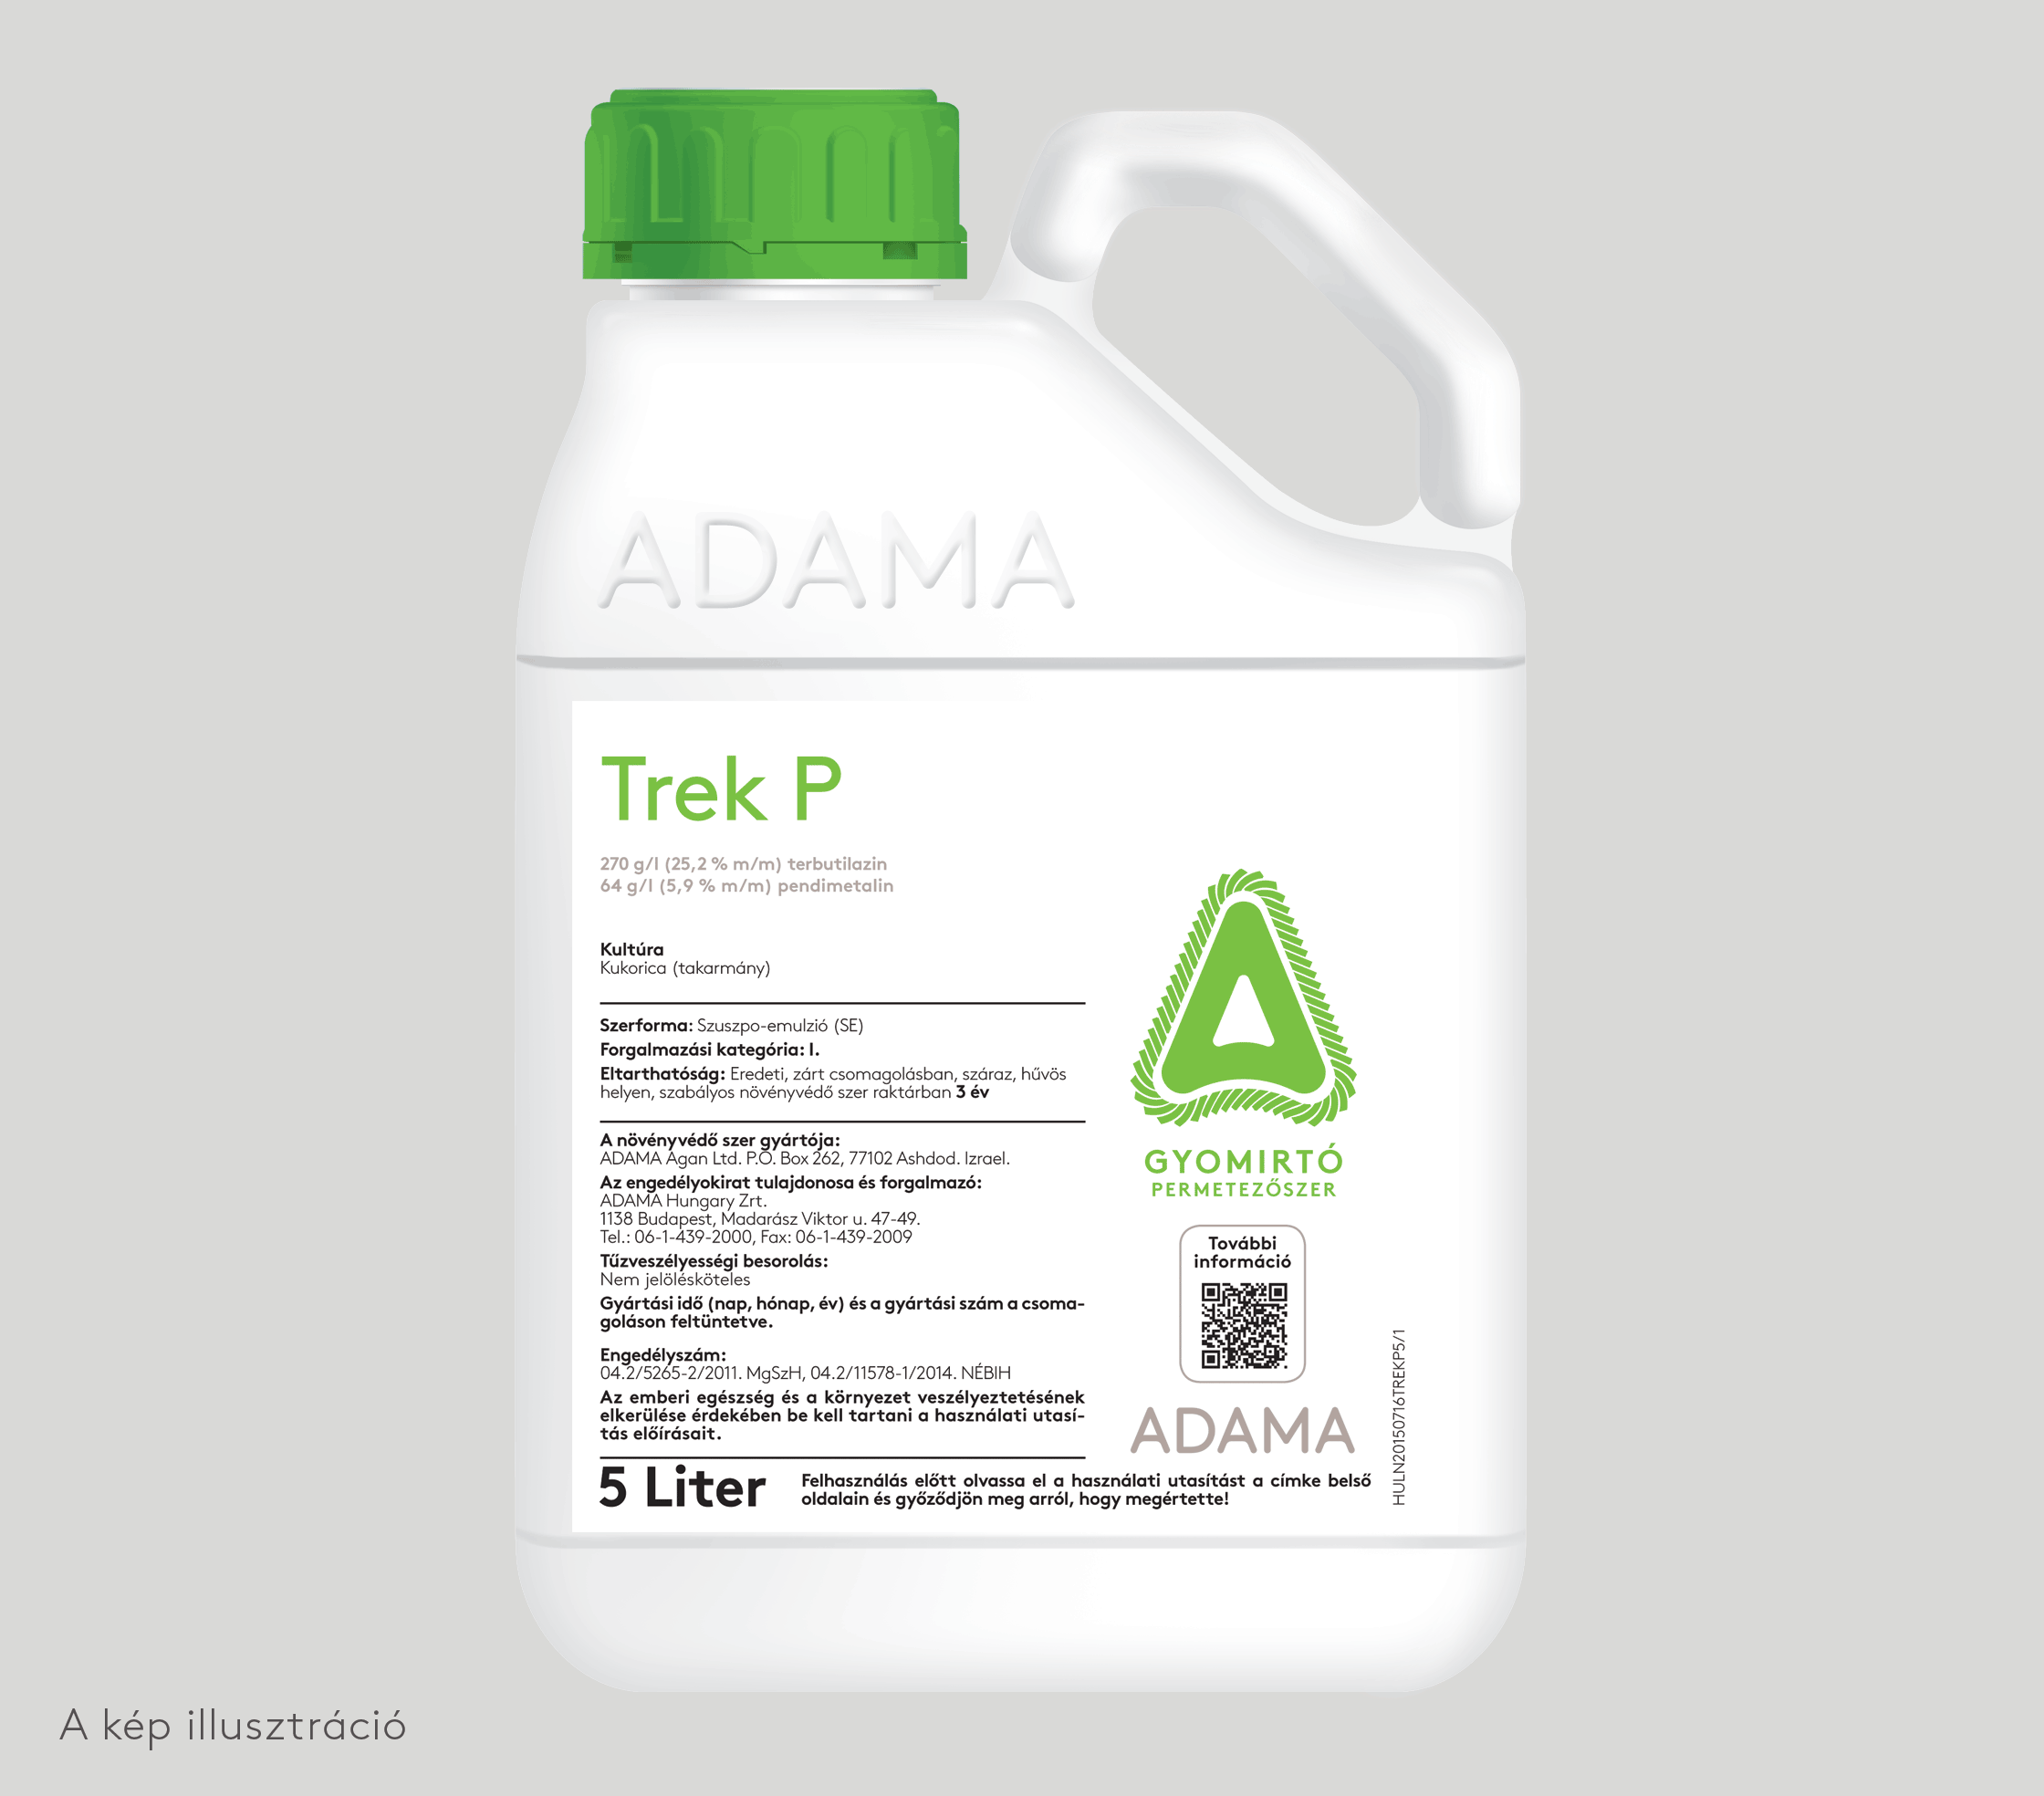 ADAMA
Trek P
270 g/l (25,2 % m/m) terbutilazin
64 g/l (5,9 % m/m) pendimetalin
Kultúra
Kukorica (takarmány)
Szerforma: Szuszpo-emulzió (SE)
Forgalmazási kategória: I.
Eltarthatóság: Eredeti, zárt csomagolásban, száraz, hűvös
helyen, szabályos növényvédő szer raktárban 3 év
A növényvédő szer gyártója:
ADAMA Agan Ltd. P.O. Box 262, 77102 Ashdod. Izrael.
Az engedélyokirat tulajdonosa és forgalmazó:
ADAMA Hungary Zrt.
1138 Budapest, Madarász Viktor u. 47-49.
Tel.: 06-1-439-2000, Fax: 06-1-439-2009
Tűzveszélyességi besorolás:
Nem jelölésköteles
Gyártási idő (nap, hónap, év) és a gyártási szám a csoma-
goláson feltüntetve.
Engedélyszám:
04.2/5265-2/2011. MgSzH, 04.2/11578-1/2014. NÉBIH
Az emberi egészség és a környezet veszélyeztetésének
elkerülése érdekében be kell tartani a használati utasí-
tás előírásait.
GYOMIRTÓ
PERMETEZŐSZER
További
információ
ADAMA
HULN20150716TREKP5/1
5 Liter
Felhasználás előtt olvassa el a használati utasítást a címke belső
oldalain és győződjön meg arról, hogy megértette!
A kép illusztráció